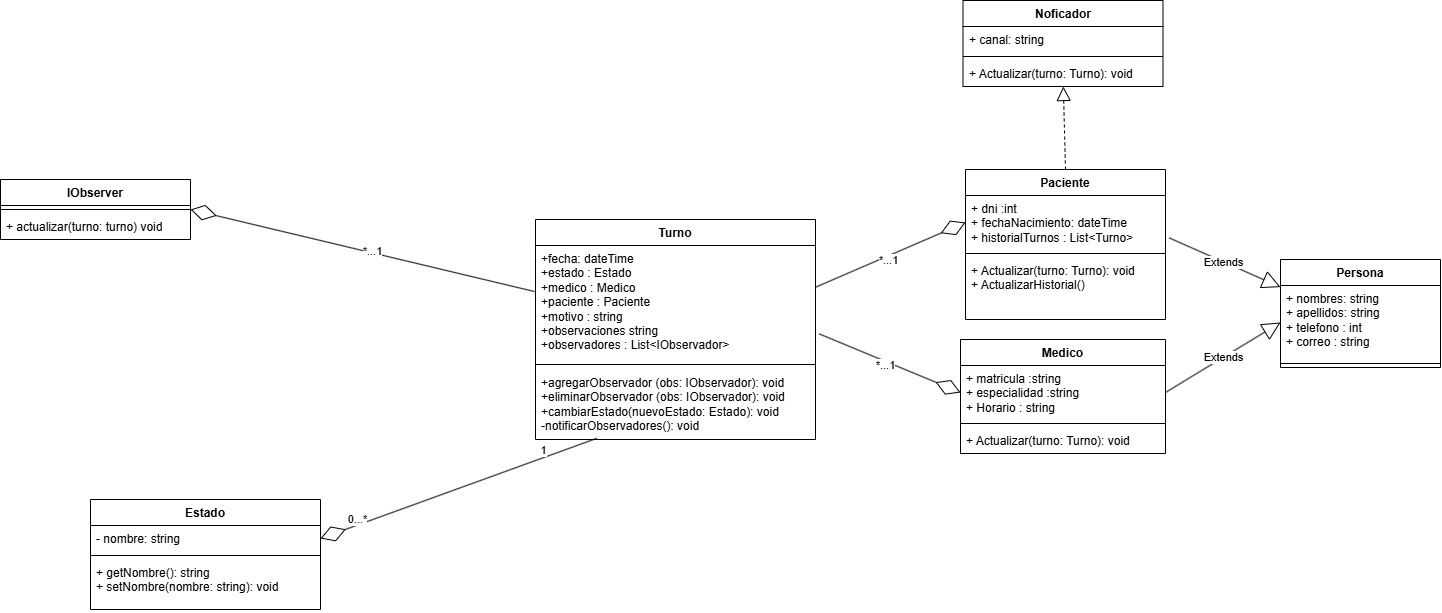 Noficador
+ canal: string
+ Actualizar(turno: Turno): void
IObserver
+ actualizar(turno: turno) void
*...1
Turno
+fecha: dateTime
+estado : Estado
+medico : Medico
+paciente : Paciente
+motivo : string
+observaciones string
+observadores : List<IObservador>
+agregarObservador (obs: IObservador): void
+eliminarObservador (obs: IObservador): void
+cambiarEstado(nuevoEstado: Estado): void
-notificarObservadores(): void
*...1
Paciente
+ dni :int
+ fechaNacimiento: dateTime
+ historialTurnos : List<Turno>
+ Actualizar(turno: Turno): void
+ ActualizarHistorial()
Extends
Persona
+ nombres: string
+ apellidos: string
+ telefono : int
+ correo : string
*...1
Medico
+ matricula :string
+ especialidad :string
+ Horario : string
+ Actualizar(turno: Turno): void
Extends
1
0...*
Estado
- nombre: string
+ getNombre(): string
+ setNombre(nombre: string): void